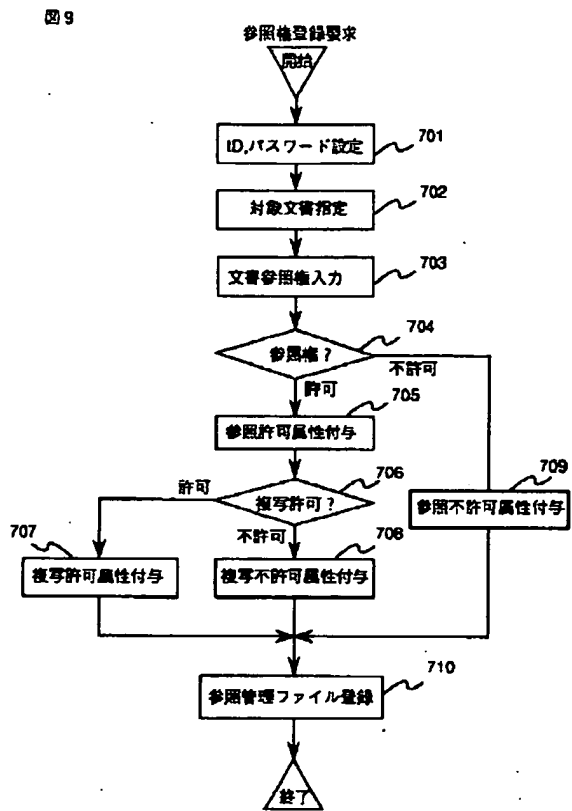 図9
参照権登録要求
開始
ID,パスワード設定
701
対象文書指定
702
文書参照権入力
703
参照権?
704
不許可
許可
705
参照許可属性付与
706
許可
複写許可?
709
参照不許可属性付与
707
不許可
708
複写許可属性付与
複写不許可属性付与
710
参照管理ファイル登録
終了